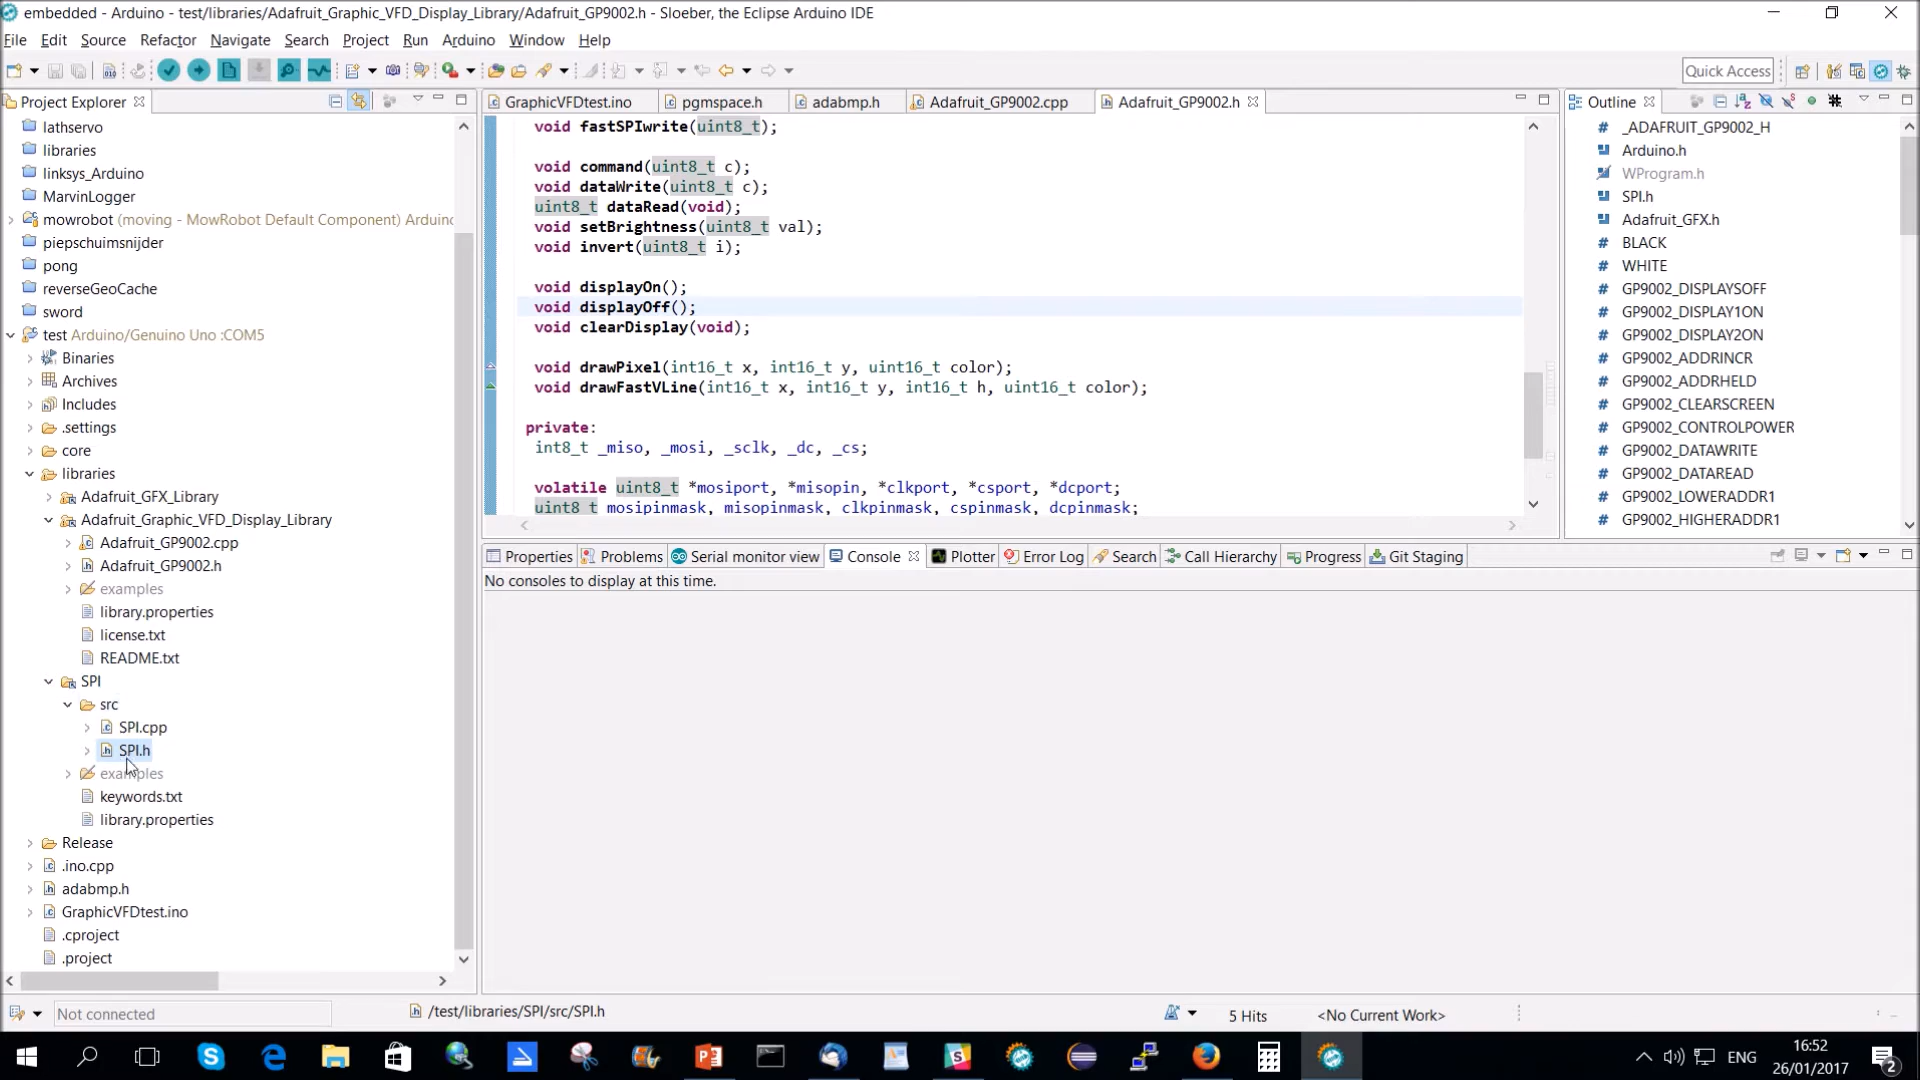 embedded - Arduino - test/libraries/Adafruit_Graphic_VFD_Display_Library/Adafruit_GP9002.h - Sloeber, the Eclipse Arduino IDE
File Edit Source Refactor Navigate Search Project Run Arduino Window Help
Quick Access
Project Explorer
lathservo
libraries
linksys_Arduino
MarvinLogger
mowrobot (moving - MowRobot Default Component) Arduino
piepschuimsnijder
pong
reverseGeoCache
sword
test Arduino/Genuino Uno :COM5
Binaries
Archives
Includes
.settings
core
libraries
Adafruit_GFX_Library
Adafruit_Graphic_VFD_Display_Library
Adafruit_GP9002.cpp
Adafruit_GP9002.h
examples
library.properties
license.txt
README.txt
SPI
src
SPI.cpp
SPI.h
examples
keywords.txt
library.properties
Release
.ino.cpp
adabmp.h
GraphicVFDtest.ino
.cproject
.project
GraphicVFDtest.ino pgmspace.h adabmp.h Adafruit_GP9002.cpp Adafruit_GP9002.h
void fastSPIwrite(uint8_t);
void command(uint8_t c);
void dataWrite(uint8_t c);
uint8_t dataRead(void);
void setBrightness(uint8_t val);
void invert(uint8_t i);
void displayOn();
void displayOff();
void clearDisplay(void);
void drawPixel(int16_t x, int16_t y, uint16_t color);
void drawFastVLine(int16_t x, int16_t y, int16_t h, uint16_t color);
private:
int8_t _miso, _mosi, _sclk, _dc, _cs;
volatile uint8_t *mosiport, *misopin, *clkport, *csport, *dcport;
uint8_t mosipinmask, misopinmask, clkpinmask, cspinmask, dcpinmask;
Outline
_ADAFRUIT_GP9002_H
Arduino.h
WProgram.h
SPI.h
Adafruit_GFX.h
BLACK
WHITE
GP9002_DISPLAYSOFF
GP9002_DISPLAY1ON
GP9002_DISPLAY2ON
GP9002_ADDRINCR
GP9002_ADDRHELD
GP9002_CLEARSCREEN
GP9002_CONTROLPOWER
GP9002_DATAWRITE
GP9002_DATAREAD
GP9002_LOWERADDR1
GP9002_HIGHERADDR1
Properties Problems Serial monitor view Console Plotter Error Log Search Call Hierarchy Progress Git Staging
No consoles to display at this time.
Not connected
/test/libraries/SPI/src/SPI.h
5 Hits
<No Current Work>
ENG
16:52
26/01/2017
2